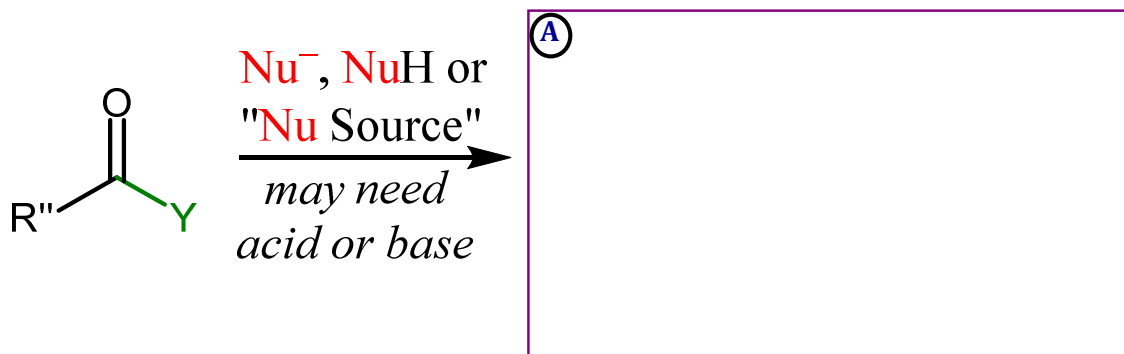 O
R"
Y
Nu⁻, NuH or
"Nu Source"
may need
acid or base
A